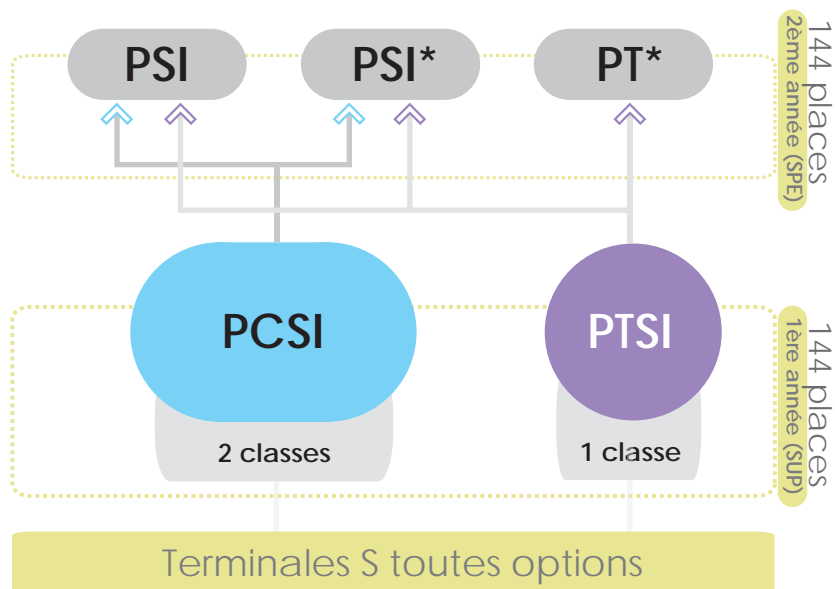 PSI
PSI*
PT*
144 places
2ème année (SPE)
PCSI
PTSI
2 classes
1 classe
144 places
1ère année (SUP)
Terminales S toutes options